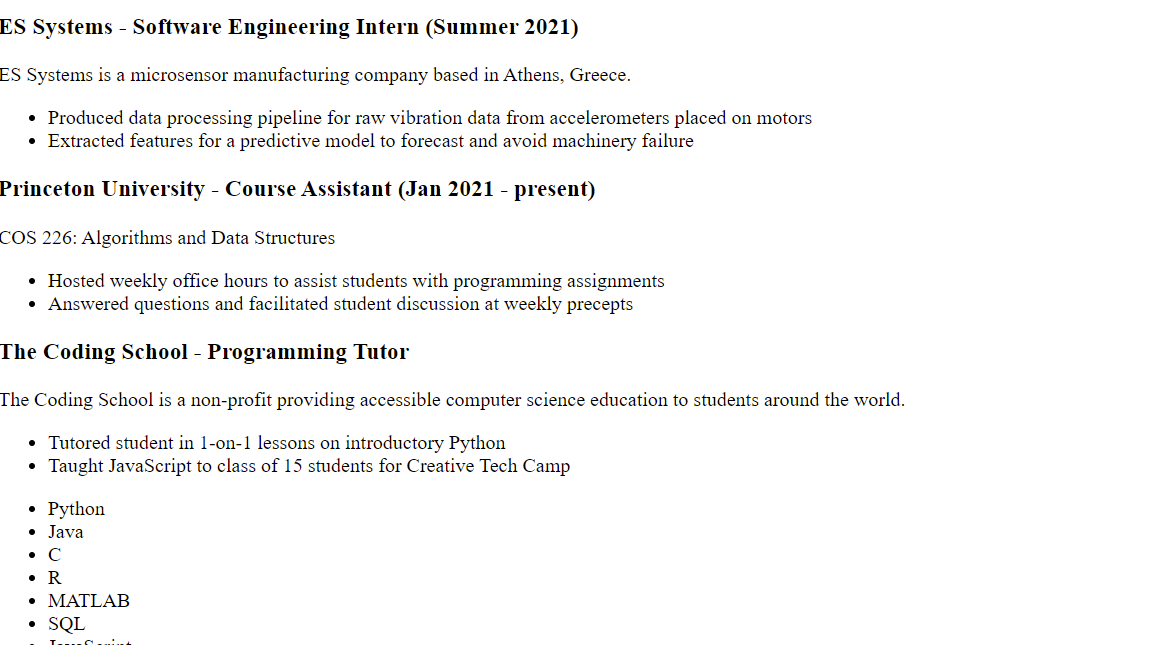 ES Systems - Software Engineering Intern (Summer 2021)
ES Systems is a microsensor manufacturing company based in Athens, Greece.
Produced data processing pipeline for raw vibration data from accelerometers placed on motors
Extracted features for a predictive model to forecast and avoid machinery failure
Princeton University - Course Assistant (Jan 2021 - present)
COS 226: Algorithms and Data Structures
Hosted weekly office hours to assist students with programming assignments
Answered questions and facilitated student discussion at weekly precepts
The Coding School - Programming Tutor
The Coding School is a non-profit providing accessible computer science education to students around the world.
Tutored student in 1-on-1 lessons on introductory Python
Taught JavaScript to class of 15 students for Creative Tech Camp
Python
Java
C
R
MATLAB
SQL
JavaScript